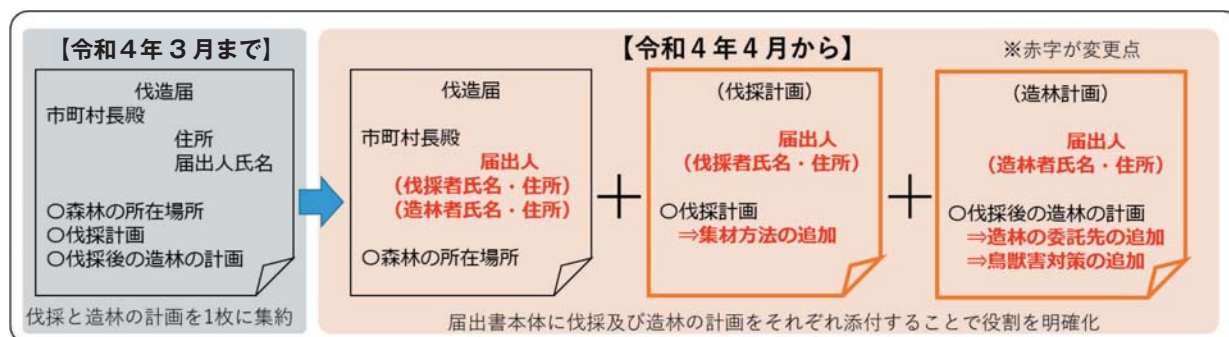 【令和4年3月まで】
伐造届
市町村長殿
住所
届出人氏名
〇森林の所在場所
〇伐採計画
〇伐採後の造林の計画
伐採と造林の計画を1枚に集約
【令和4年4月から】
※赤字が変更点
伐造届
市町村長殿
届出人
(伐採者氏名・住所)
(造林者氏名・住所)
〇森林の所在場所
+
(伐採計画)
届出人
(伐採者氏名・住所)
〇伐採計画
⇒集材方法の追加
+
(造林計画)
届出人
(造林者氏名・住所)
〇伐採後の造林の計画
⇒造林の委託先の追加
⇒鳥獣害対策の追加
届出書本体に伐採及び造林の計画をそれぞれ添付することで役割を明確化